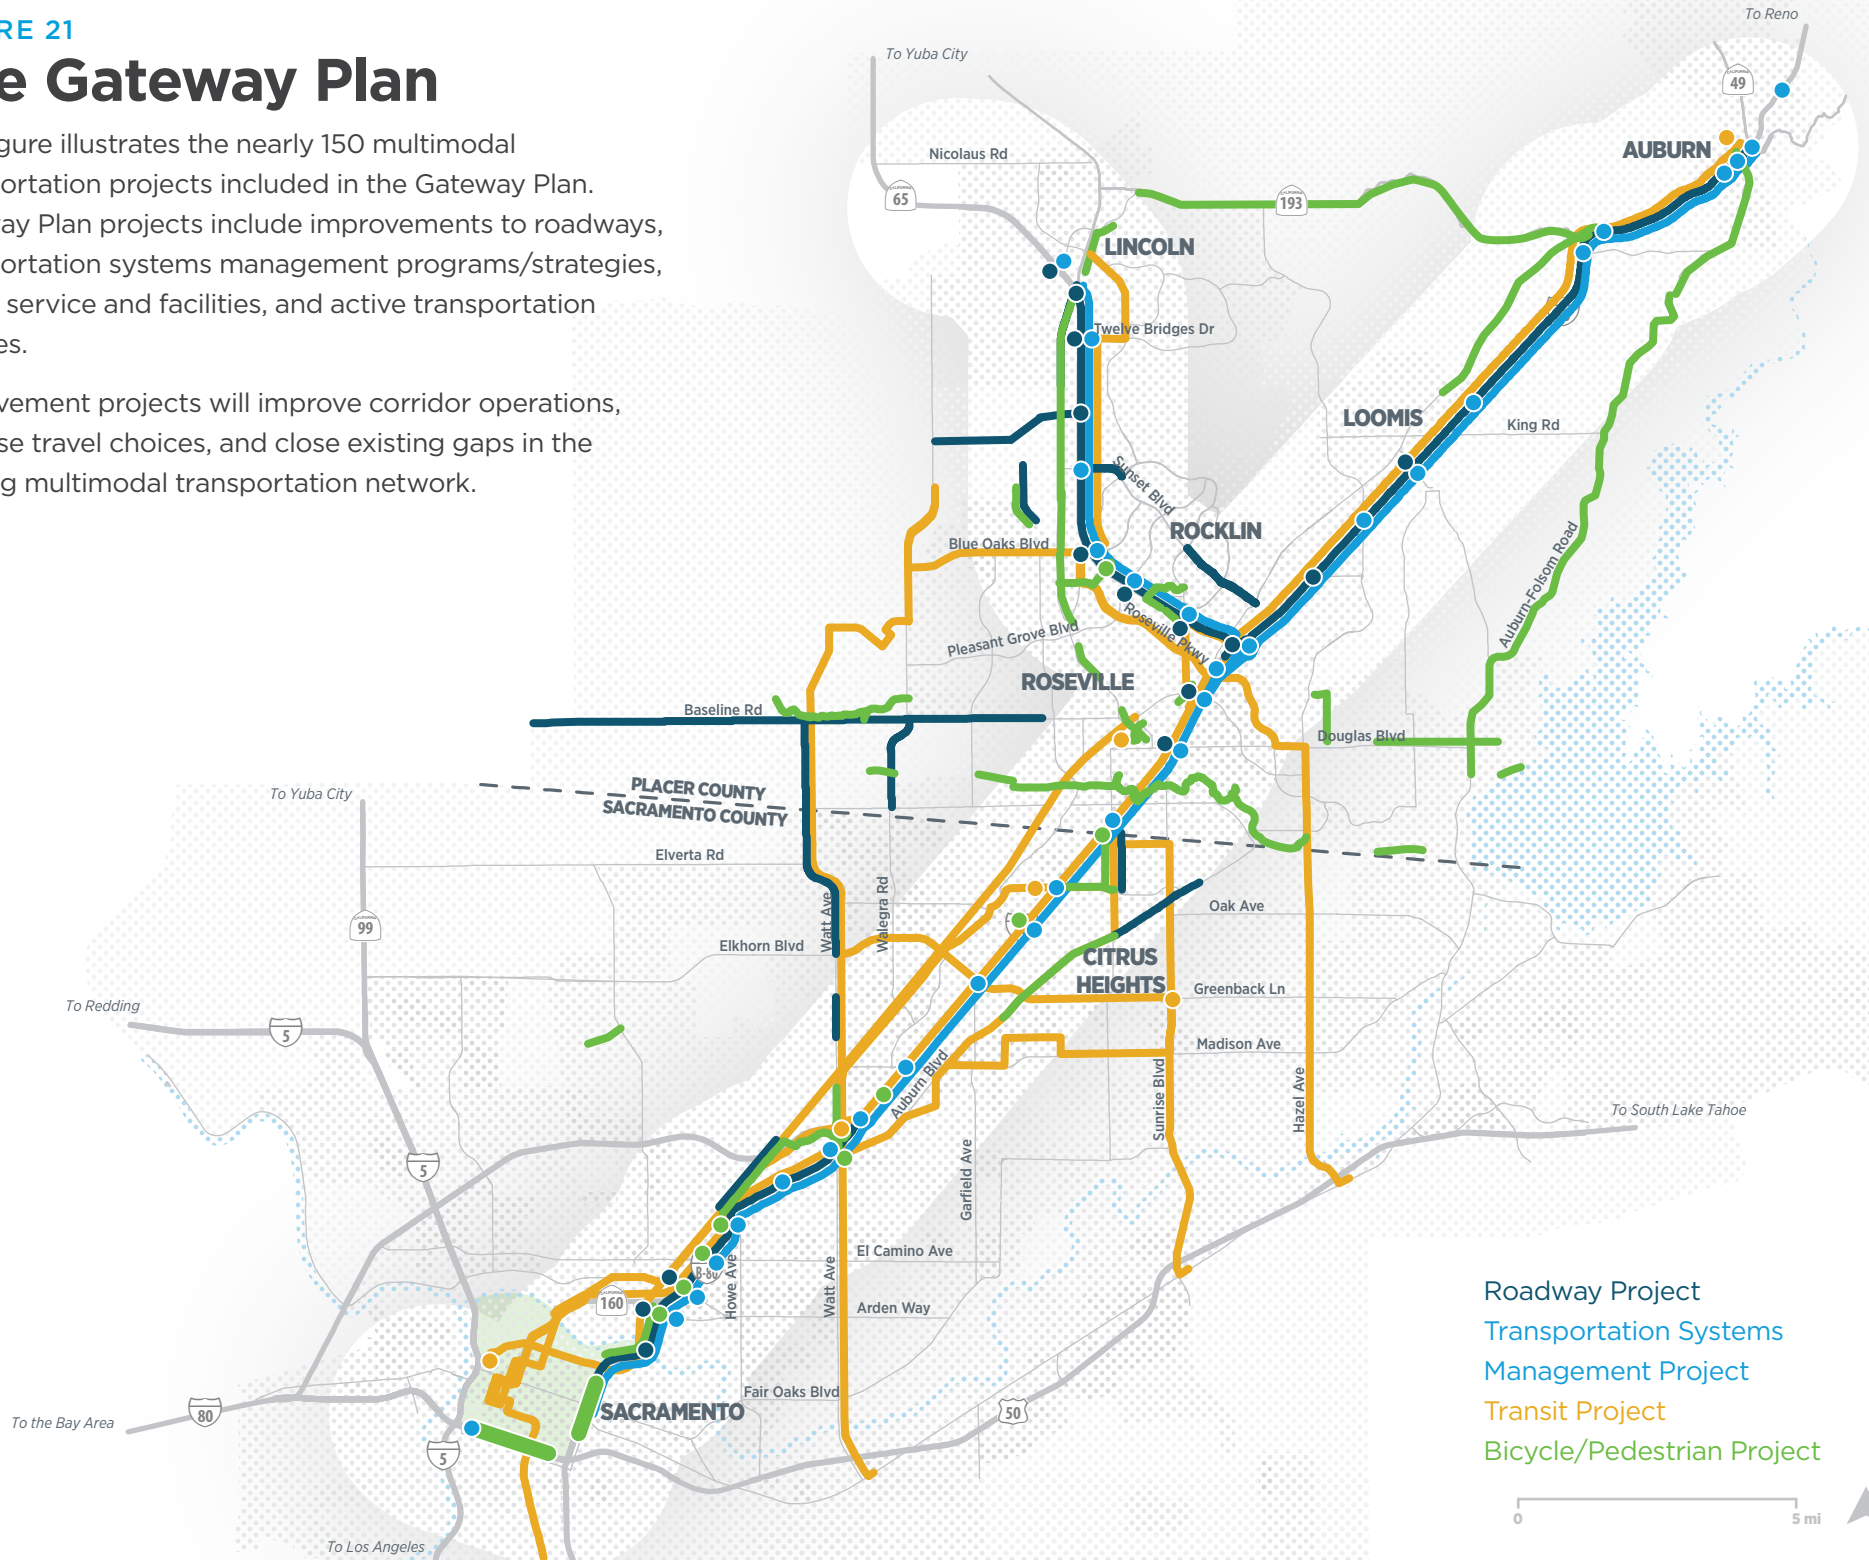 RE 21
e Gateway Plan
gure illustrates the nearly 150 multimodal
portation projects included in the Gateway Plan.
ay Plan projects include improvements to roadways,
portation systems management programs/strategies,
service and facilities, and active transportation
es.
vement projects will improve corridor operations,
se travel choices, and close existing gaps in the
g multimodal transportation network.
To Reno
To Yuba City
49
AUBURN
Nicolaus Rd
65
193
LINCOLN
Twelve Bridges Dr
LOOMIS
King Rd
Sunset Blvd
ROCKLIN
Blue Oaks Blvd
Auburn-Folsom Road
Roseville Pkwy
Pleasant Grove Blvd
ROSEVILLE
Baseline Rd
Douglas Blvd
PLACER COUNTY
SACRAMENTO COUNTY
To Yuba City
Elverta Rd
Watt Ave
Walegra Rd
Oak Ave
99
Elkhorn Blvd
CITRUS
HEIGHTS
Greenback Ln
To Redding
5
Madison Ave
Auburn Blvd
Sunrise Blvd
Hazel Ave
To South Lake Tahoe
5
Garfield Ave
El Camino Ave
B-80
Howe Ave
Watt Ave
160
Arden Way
Fair Oaks Blvd
SACRAMENTO
80
To the Bay Area
50
5
To Los Angeles
Roadway Project
Transportation Systems
Management Project
Transit Project
Bicycle/Pedestrian Project
0
5 mi